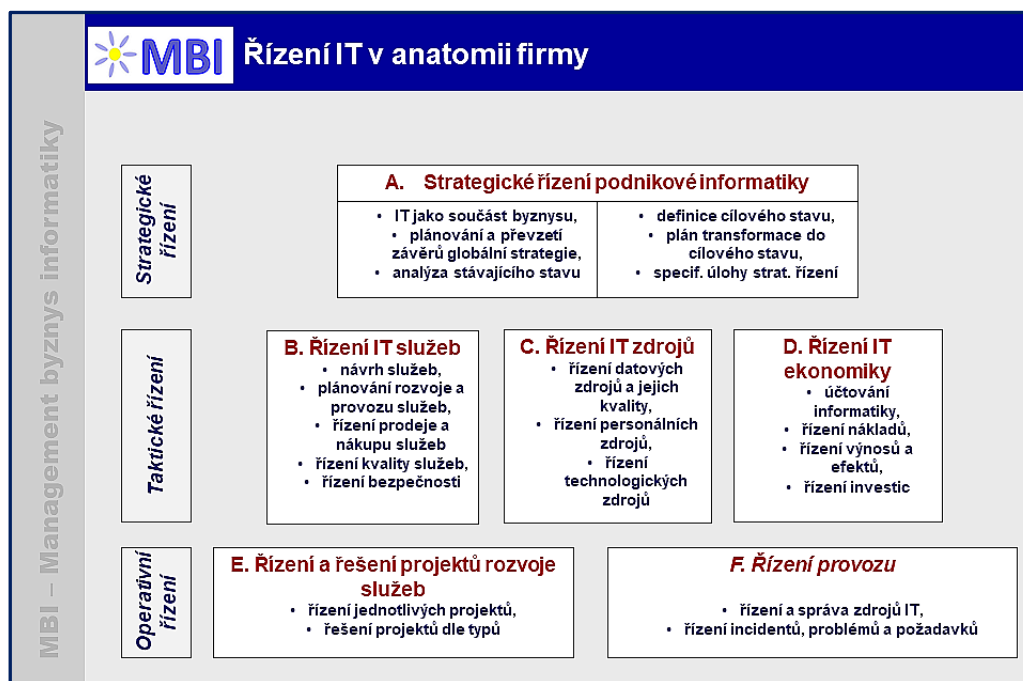 MBI – Management byznys informatiky
MBI
Řízení IT v anatomii firmy
Strategické
řízení
A. Strategické řízení podnikové informatiky
• IT jako součást byznysu,
• plánování a převzetí
závěrů globální strategie,
• analýza stávajícího stavu
• definice cílového stavu,
• plán transformace do
cílového stavu,
• specif. úlohy strat. řízení
Taktické řízení
B. Řízení IT služeb
• návrh služeb,
• plánování rozvoje a
provozu služeb,
• řízení prodeje a
nákupu služeb
• řízení kvality služeb,
• řízení bezpečnosti
C. Řízení IT zdrojů
• řízení datových
zdrojů a jejich
kvality,
• řízení personálních
zdrojů,
• řízení
technologických
zdrojů
D. Řízení IT
ekonomiky
• účtování
informatiky,
• řízení nákladů,
• řízení výnosů a
efektů,
• řízení investic
Operativní
řízení
E. Řízení a řešení projektů rozvoje
služeb
• řízení jednotlivých projektů,
• řešení projektů dle typů
F. Řízení provozu
• řízení a správa zdrojů IT,
• řízení incidentů, problémů a požadavků